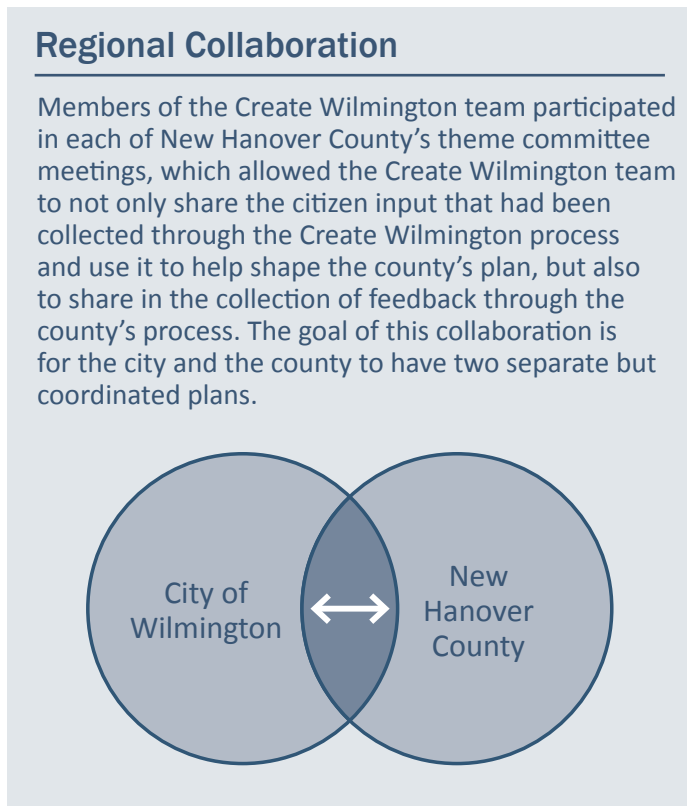 Regional Collaboration
Members of the Create Wilmington team participated
in each of New Hanover County’s theme committee
meetings, which allowed the Create Wilmington team
to not only share the citizen input that had been
collected through the Create Wilmington process
and use it to help shape the county’s plan, but also
to share in the collection of feedback through the
county’s process. The goal of this collaboration is
for the city and the county to have two separate but
coordinated plans.
City of
Wilmington
New
Hanover
County